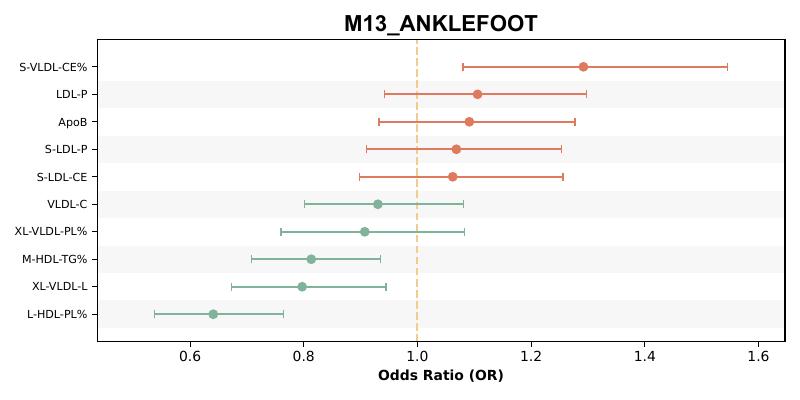 M13_ANKLEFOOT
S-VLDL-CE%
LDL-P
ApoB
S-LDL-P
S-LDL-CE
VLDL-C
XL-VLDL-PL%
M-HDL-TG%
XL-VLDL-L
L-HDL-PL%
0.6 0.8 1.0 1.2 1.4 1.6
Odds Ratio (OR)